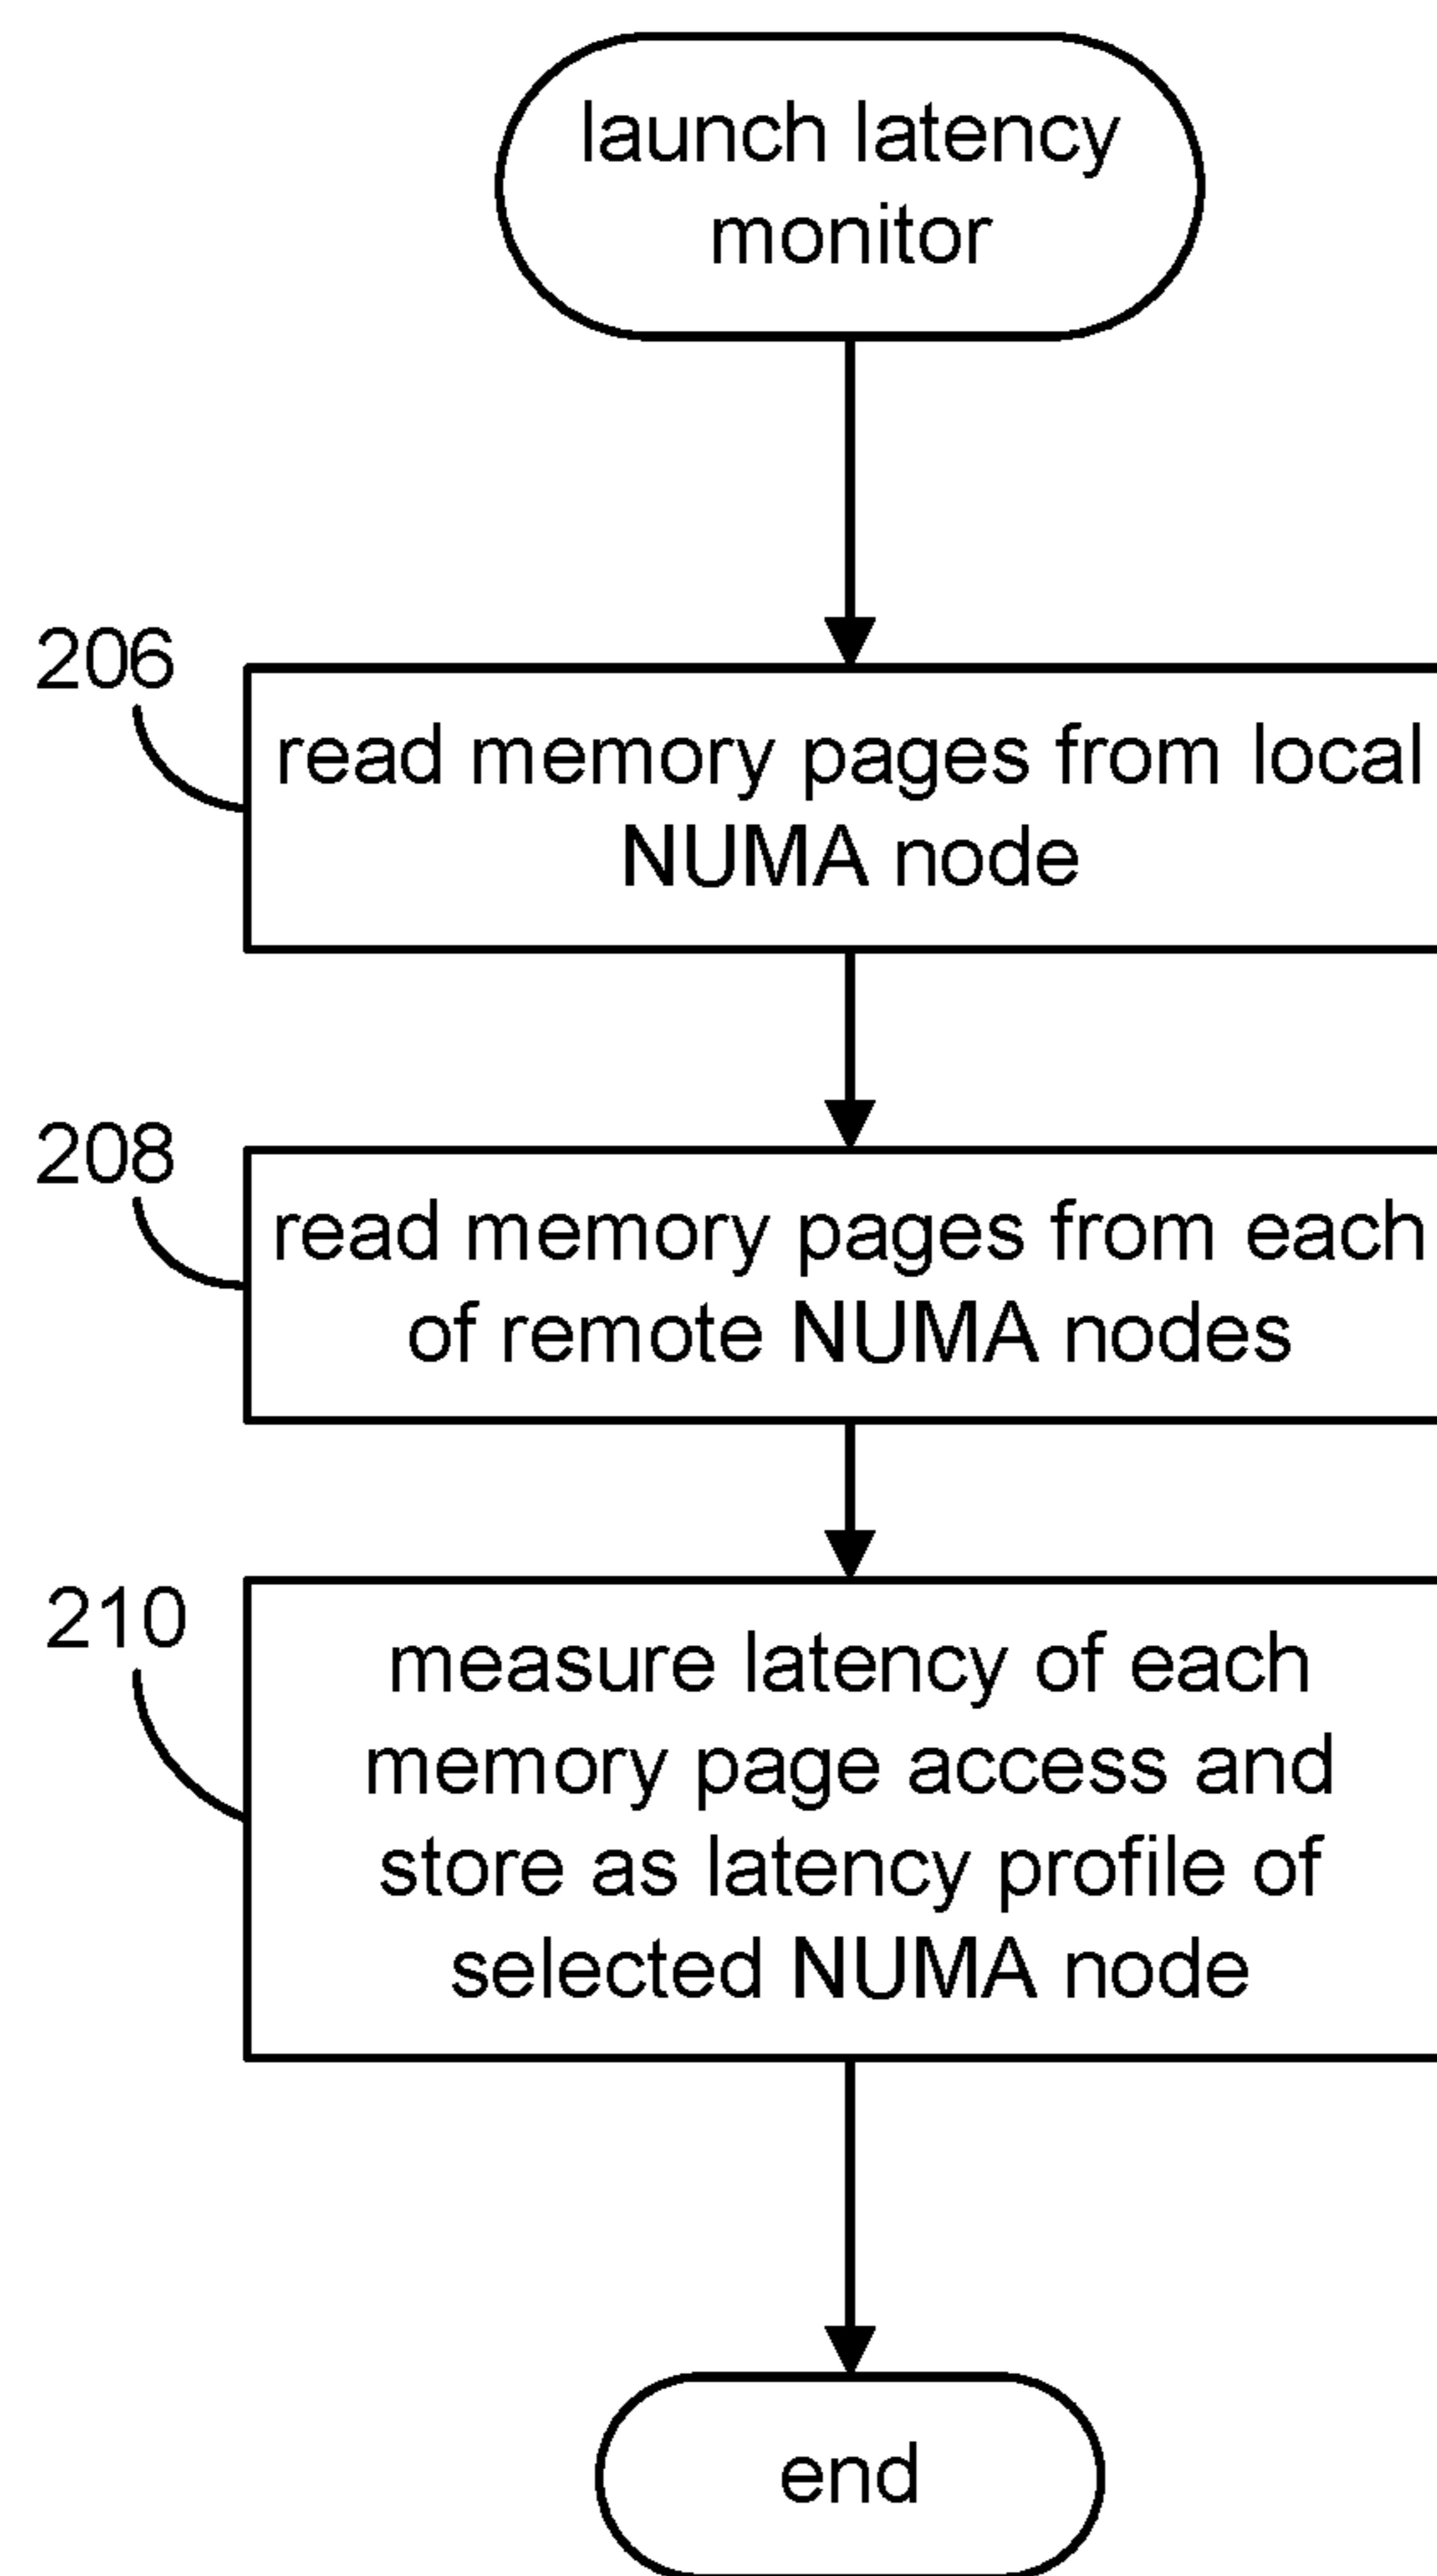 launch latency
monitor
206
read memory pages from local
NUMA node
208
read memory pages from each
of remote NUMA nodes
210
measure latency of each
memory page access and
store as latency profile of
selected NUMA node
end